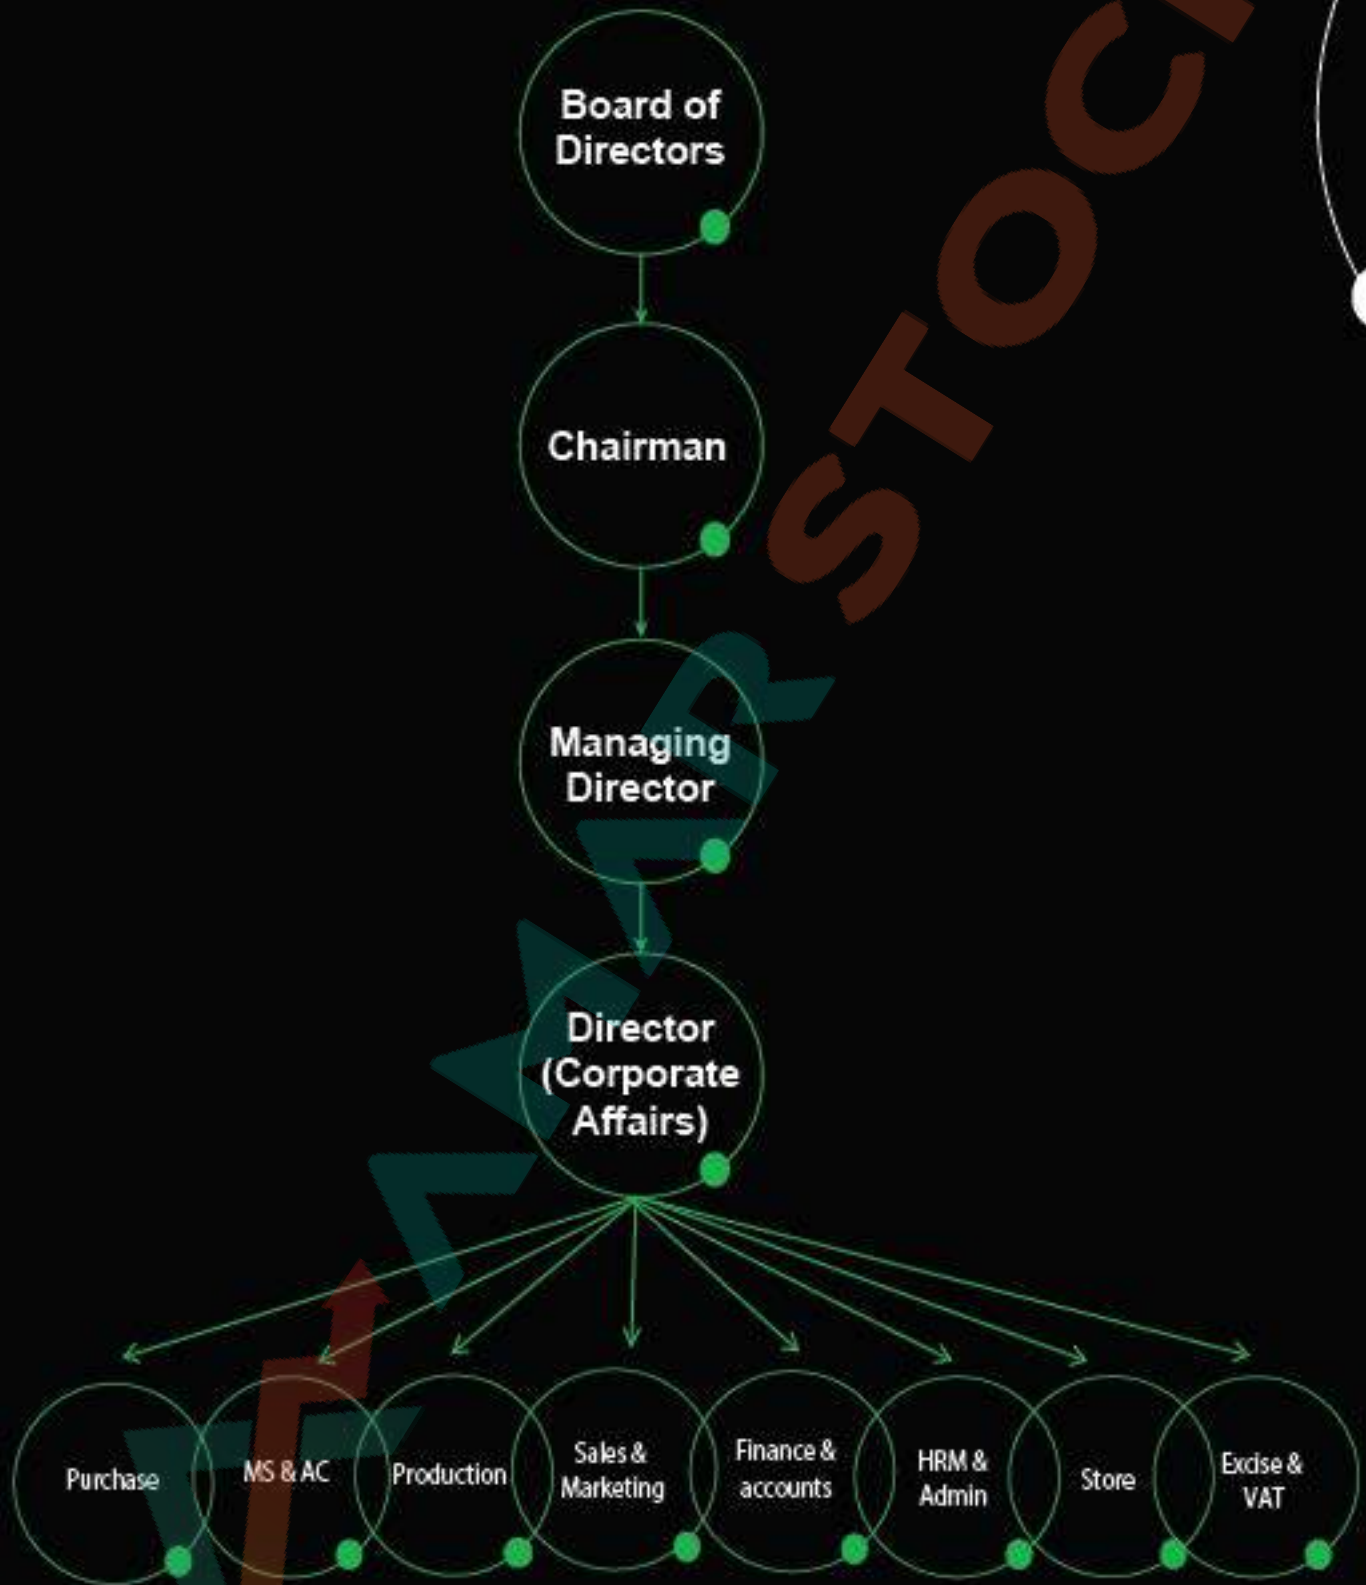 Board of
Directors
Chairman
Managing
Director
Director
(Corporate
Affairs)
Purchase
MS & AC
Production
Sales &
Marketing
Finance &
accounts
HRM &
Admin
Store
Excise &
VAT